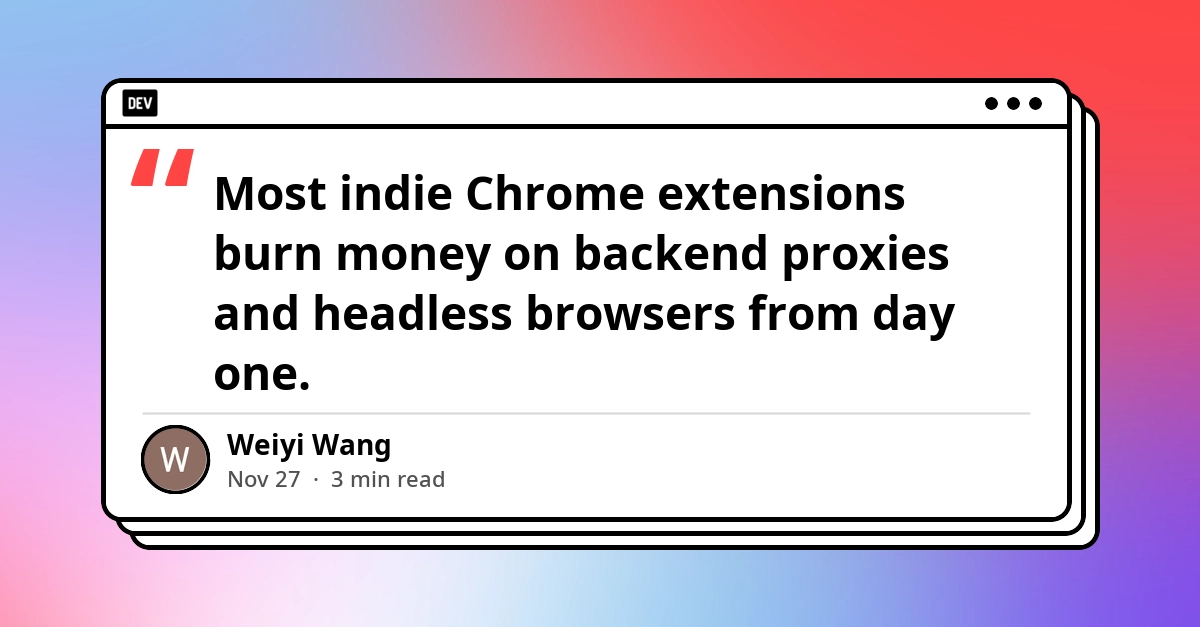 DEV
“
Most indie Chrome extensions
burn money on backend proxies
and headless browsers from day
one.
W
Weiyi Wang
Nov 27 · 3 min read